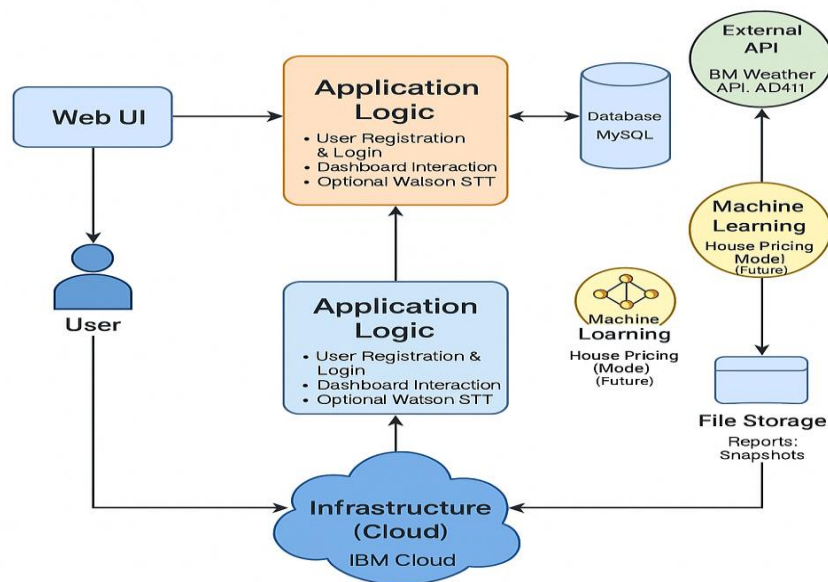 Web UI
User
Application
Logic
• User Registration
& Login
• Dashboard Interaction
• Optional Walson STT
Database
MySQL
External
API
BM Weather
API. AD411
Machine
Learning
House Pricing
Mode)
(Future)
Application
Logic
• User Registration &
Login
• Dashboard Interaction
• Optional Watson STT
Machine
Loarning
House Pricing
(Mode)
(Future)
File Storage
Reports:
Snapshots
Infrastructure
(Cloud)
IBM Cloud